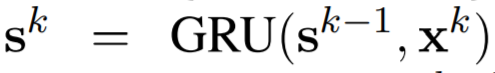 s^k = GRU(s^{k-1}, x^k)